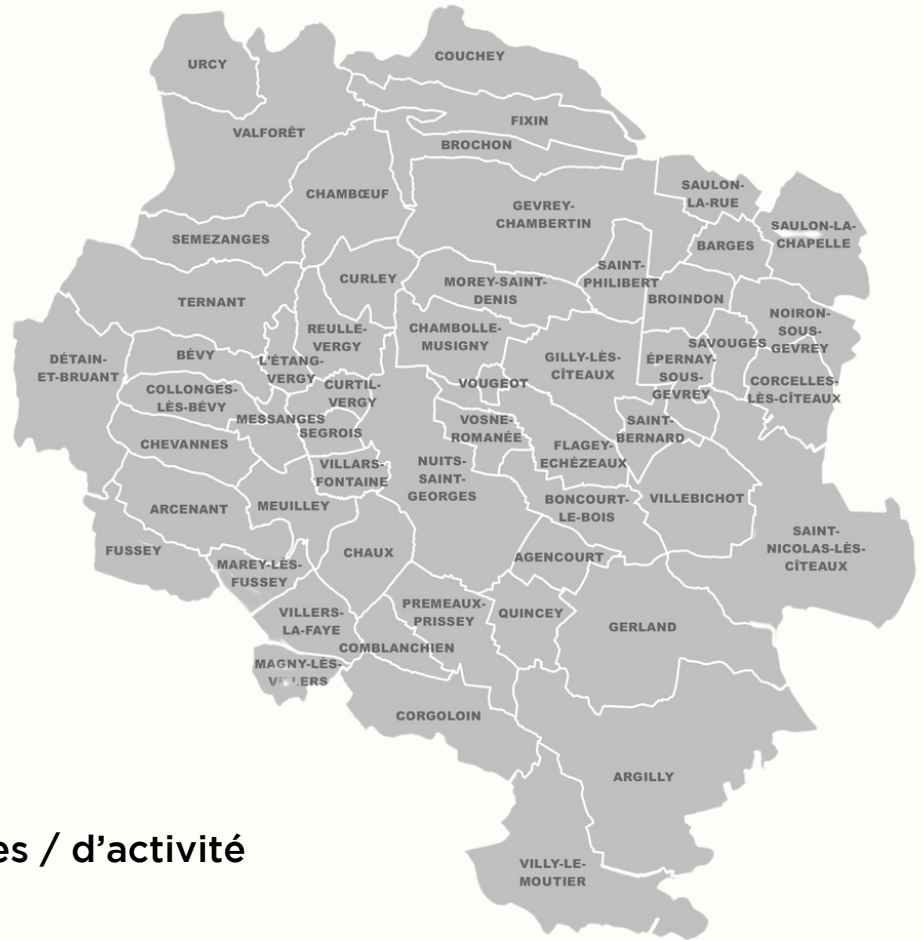 COUCHEY
URCY
FIXIN
VALFORÊT
BROCHON
CHAMBŒUF
SAULON-
LA-RUE
GEVREY-
CHAMBERTIN
SAULON-LA-
CHAPELLE
SEMEZANGES
BARGES
CURLEY
SAINT-
PHILIBERT
MOREY-SAINT-
DENIS
BROINDON
TERNANT
NOIRON-
SOUS-
GEVREY
REULLE-
VERGY
CHAMBOLLE-
MUSIGNY
SAVOUGES
DÉTAIN-
ET-BRUANT
BÉVY
L'ÉTANG-
VERGY
GILLY-LÈS-
CÎTEAUX
ÉPERNAY-
SOUS-
GEVREY
CORCELLES-
LÈS-CÎTEAUX
COLLONGES-
LÈS-BÉVY
CURTIL-
VERGY
VOUGEOT
MESSANGES
SEGROIS
VOSNE-
ROMANÉE
SAINT-
BERNARD
CHEVANNES
FLAGEY-
ECHÉZEAUX
VILLARS-
FONTAINE
NUITS-
SAINT-
GEORGES
ARCENANT
MEUILLEY
BONCOURT-
LE-BOIS
VILLEBICHOT
SAINT-
NICOLAS-LÈS-
CÎTEAUX
FUSSEY
CHAUX
AGENCOURT
MAREY-LÈS-
FUSSEY
VILLERS-
LA-FAYE
PREMEAUX-
PRISSEY
QUINCEY
GERLAND
COMBLANCHIEN
MAGNY-LÈS-
VILLERS
CORGOLOIN
ARGILLY
es / d'activité
VILLY-LE-
MOUTIER